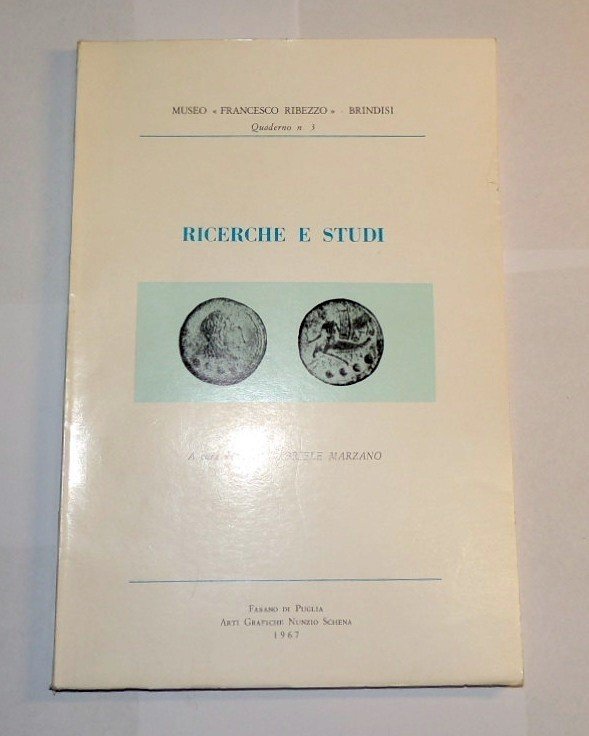 MUSEO « FRANCESCO RIBEZZO » - BRINDISI
Quaderno n. 3
RICERCHE E STUDI
A cura MARZANO
FASANO DI PUGLIA
ARTI GRAFICHE NUNZIO SCHENA
1967